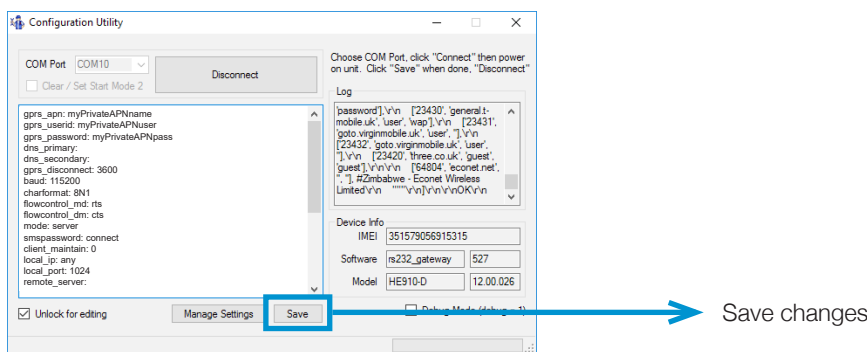 Configuration Utility
COM Port COM10
Clear / Set Start Mode 2
Disconnect
Choose COM Port, click "Connect" then power
on unit. Click "Save" when done, "Disconnect"
gprs_apn: myPrivateAPNname
gprs_userid: myPrivateAPNuser
gprs_password: myPrivateAPNpass
dns_primary:
dns_secondary:
gprs_disconnect: 3600
baud: 115200
charformat: 8N1
flowcontrol_md: rts
flowcontrol_dm: cts
mode: server
smspassword: connect
client_maintain: 0
local_ip: any
local_port: 1024
remote_server:
Log
'password'],\r\n ['23430', 'general.t-
mobile.uk', 'user', 'wap'],\r\n ['23431',
'goto.virginmobile.uk', 'user', ''],\r\n
['23432', 'goto.virginmobile.uk', 'user',
''],\r\n ['23420', 'three.co.uk', 'guest',
'guest'],\r\n\r\n ['64804', 'econet.net',
'', ''], #Zimbabwe - Econet Wireless
Limited\r\n """\r\n]\r\n\r\nOK\r\n
Device Info
IMEI 351579056915315
Software rs232_gateway 527
Model HE910-D 12.00.026
Unlock for editing
Manage Settings
Save
Debug Mode (debug = 1)
Save changes